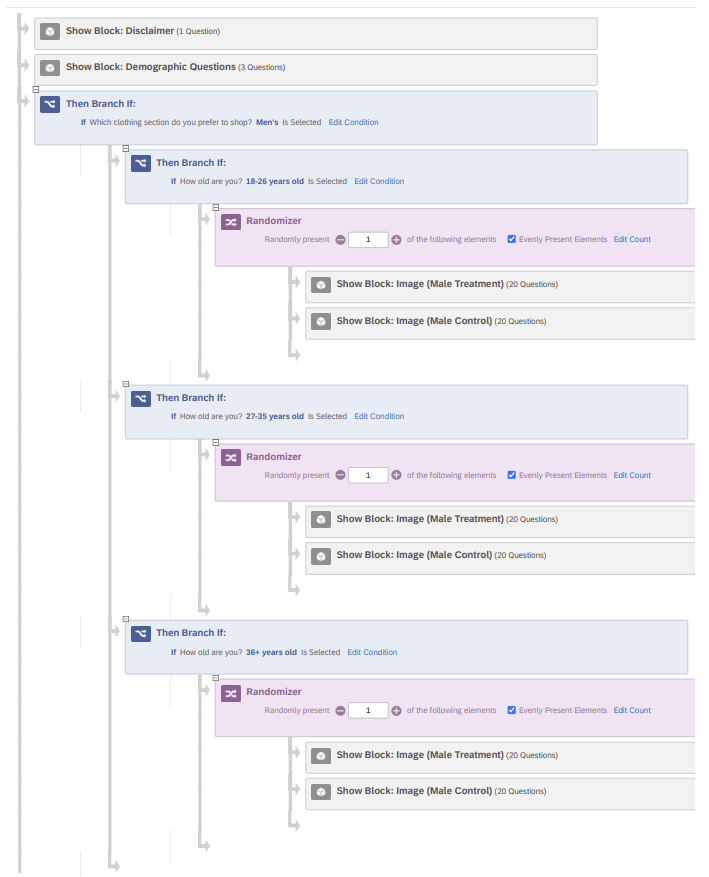 Show Block: Disclaimer (1 Question)
Show Block: Demographic Questions (3 Questions)
Then Branch If:
If Which clothing section do you prefer to shop? Men's Is Selected Edit Condition
Then Branch If:
If How old are you? 18-26 years old Is Selected Edit Condition
Randomizer
Randomly present 1 of the following elements Evenly Present Elements Edit Count
Show Block: Image (Male Treatment) (20 Questions)
Show Block: Image (Male Control) (20 Questions)
Then Branch If:
If How old are you? 27-35 years old Is Selected Edit Condition
Randomizer
Randomly present 1 of the following elements Evenly Present Elements Edit Count
Show Block: Image (Male Treatment) (20 Questions)
Show Block: Image (Male Control) (20 Questions)
Then Branch If:
If How old are you? 36+ years old Is Selected Edit Condition
Randomizer
Randomly present 1 of the following elements Evenly Present Elements Edit Count
Show Block: Image (Male Treatment) (20 Questions)
Show Block: Image (Male Control) (20 Questions)